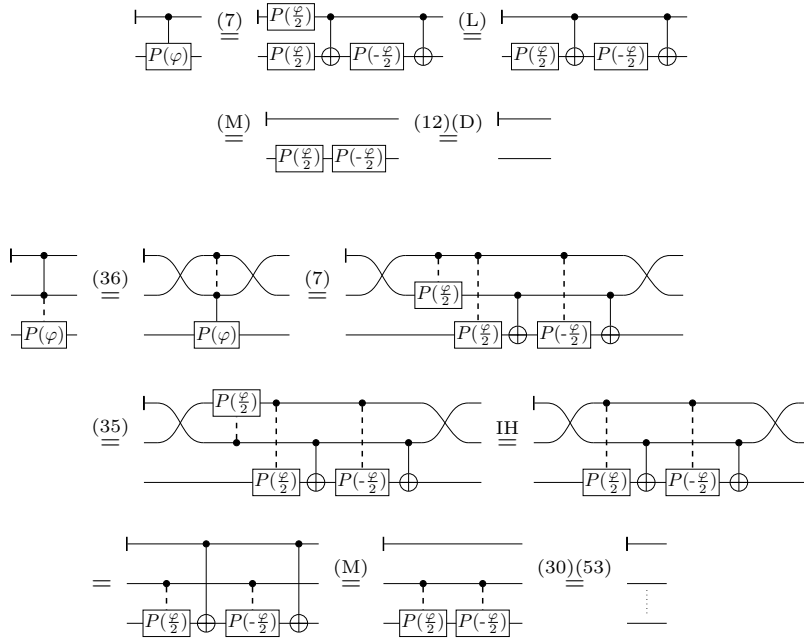 P(φ) (7) = P(φ/2) P(φ/2) P(-φ/2) (L) = P(φ/2) P(-φ/2)
(M) = P(φ/2) P(-φ/2) (12)(D) =
P(φ) (36) = P(φ) (7) = P(φ/2) P(φ/2) P(-φ/2)
(35) = P(φ/2) P(φ/2) P(-φ/2) IH = P(φ/2) P(-φ/2)
= P(φ/2) P(-φ/2) (M) = P(φ/2) P(-φ/2) (30)(53) =